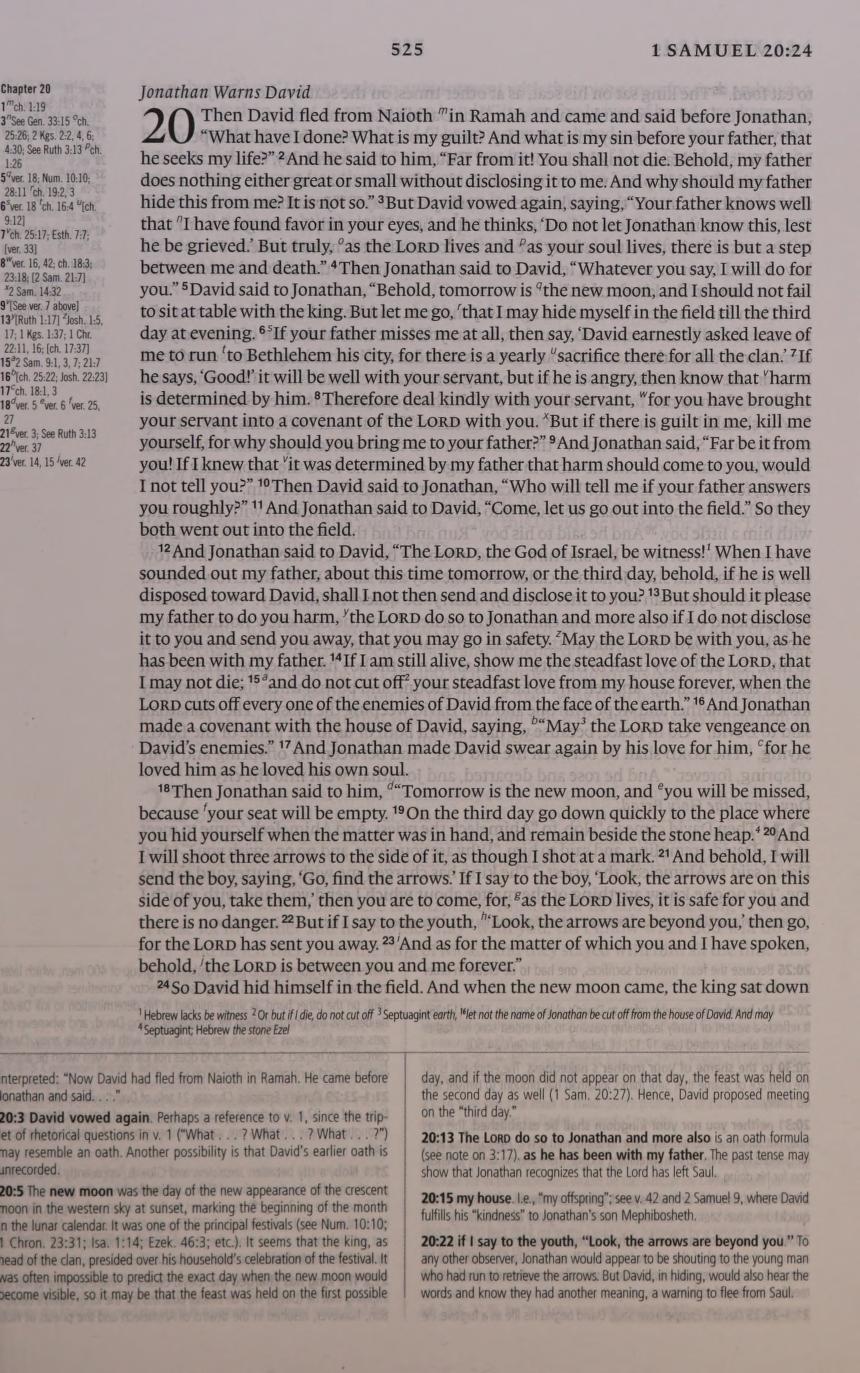 525
1 SAMUEL 20:24
Chapter 20
1 m ch. 1:19
3 n See Gen. 33:15 o ch.
25:26; 2 Kgs. 2:2, 4, 6;
4:30; See Ruth 3:13 p ch.
1:26
5 q ver. 18; Num. 10:10;
28:11 r ch. 19:2, 3
6 s ver. 18 t ch. 16:4 u [ch.
9:12]
7 v ch. 25:17; Esth. 7:7;
[ver. 33]
8 w ver. 16, 42; ch. 18:3;
23:18; [2 Sam. 21:7]
x 2 Sam. 14:32
9 v [See ver. 7 above]
13 y [Ruth 1:17] z Josh. 1:5,
17; 1 Kgs. 1:37; 1 Chr.
22:11, 16; [ch. 17:37]
15 a 2 Sam. 9:1, 3, 7; 21:7
16 b [ch. 25:22; Josh. 22:23]
17 c ch. 18:1, 3
18 d ver. 5 e ver. 6 f ver. 25,
27
21 g ver. 3; See Ruth 3:13
22 h ver. 37
23 i ver. 14, 15 j ver. 42
Jonathan Warns David
20 Then David fled from Naioth m in Ramah and came and said before Jonathan,
“What have I done? What is my guilt? And what is my sin before your father, that
he seeks my life?” 2 And he said to him, “Far from it! You shall not die. Behold, my father
does nothing either great or small without disclosing it to me. And why should my father
hide this from me? It is not so.” 3 But David vowed again, saying, “Your father knows well
that n I have found favor in your eyes, and he thinks, ‘Do not let Jonathan know this, lest
he be grieved.’ But truly, o as the LORD lives and p as your soul lives, there is but a step
between me and death.” 4 Then Jonathan said to David, “Whatever you say, I will do for
you.” 5 David said to Jonathan, “Behold, tomorrow is q the new moon, and I should not fail
to sit at table with the king. But let me go, r that I may hide myself in the field till the third
day at evening. 6 s If your father misses me at all, then say, ‘David earnestly asked leave of
me to run t to Bethlehem his city, for there is a yearly u sacrifice there for all the clan.’ 7 If
he says, ‘Good!’ it will be well with your servant, but if he is angry, then know that v harm
is determined by him. 8 Therefore deal kindly with your servant, w for you have brought
your servant into a covenant of the LORD with you. x But if there is guilt in me, kill me
yourself, for why should you bring me to your father?” 9 And Jonathan said, “Far be it from
you! If I knew that v it was determined by my father that harm should come to you, would
I not tell you?” 10 Then David said to Jonathan, “Who will tell me if your father answers
you roughly?” 11 And Jonathan said to David, “Come, let us go out into the field.” So they
both went out into the field.
12 And Jonathan said to David, “The LORD, the God of Israel, be witness! 1 When I have
sounded out my father, about this time tomorrow, or the third day, behold, if he is well
disposed toward David, shall I not then send and disclose it to you? 13 But should it please
my father to do you harm, y the LORD do so to Jonathan and more also if I do not disclose
it to you and send you away, that you may go in safety. z May the LORD be with you, as he
has been with my father. 14 If I am still alive, show me the steadfast love of the LORD, that
I may not die; 15 a and do not cut off 2 your steadfast love from my house forever, when the
LORD cuts off every one of the enemies of David from the face of the earth.” 16 And Jonathan
made a covenant with the house of David, saying, b “May 3 the LORD take vengeance on
David’s enemies.” 17 And Jonathan made David swear again by his love for him, c for he
loved him as he loved his own soul.
18 Then Jonathan said to him, d “Tomorrow is the new moon, and e you will be missed,
because f your seat will be empty. 19 On the third day go down quickly to the place where
you hid yourself when the matter was in hand, and remain beside the stone heap. 4 20 And
I will shoot three arrows to the side of it, as though I shot at a mark. 21 And behold, I will
send the boy, saying, ‘Go, find the arrows.’ If I say to the boy, ‘Look, the arrows are on this
side of you, take them,’ then you are to come, for, g as the LORD lives, it is safe for you and
there is no danger. 22 But if I say to the youth, h ‘Look, the arrows are beyond you,’ then go,
for the LORD has sent you away. 23 i And as for the matter of which you and I have spoken,
behold, j the LORD is between you and me forever.”
24 So David hid himself in the field. And when the new moon came, the king sat down
1 Hebrew lacks be witness 2 Or but if I die, do not cut off 3 Septuagint earth, 16 let not the name of Jonathan be cut off from the house of David. And may
4 Septuagint; Hebrew the stone Ezel
nterpreted: “Now David had fled from Naioth in Ramah. He came before
Jonathan and said. . . .”
20:3 David vowed again. Perhaps a reference to v. 1, since the trip-
et of rhetorical questions in v. 1 (“What . . . ? What . . . ? What . . . ?”)
may resemble an oath. Another possibility is that David’s earlier oath is
unrecorded.
20:5 The new moon was the day of the new appearance of the crescent
moon in the western sky at sunset, marking the beginning of the month
n the lunar calendar. It was one of the principal festivals (see Num. 10:10;
1 Chron. 23:31; Isa. 1:14; Ezek. 46:3; etc.). It seems that the king, as
head of the clan, presided over his household’s celebration of the festival. It
was often impossible to predict the exact day when the new moon would
become visible, so it may be that the feast was held on the first possible
day, and if the moon did not appear on that day, the feast was held on
the second day as well (1 Sam. 20:27). Hence, David proposed meeting
on the “third day.”
20:13 The LORD do so to Jonathan and more also is an oath formula
(see note on 3:17). as he has been with my father. The past tense may
show that Jonathan recognizes that the Lord has left Saul.
20:15 my house. I.e., “my offspring”; see v. 42 and 2 Samuel 9, where David
fulfills his “kindness” to Jonathan’s son Mephibosheth.
20:22 if I say to the youth, “Look, the arrows are beyond you.” To
any other observer, Jonathan would appear to be shouting to the young man
who had run to retrieve the arrows. But David, in hiding, would also hear the
words and know they had another meaning, a warning to flee from Saul.